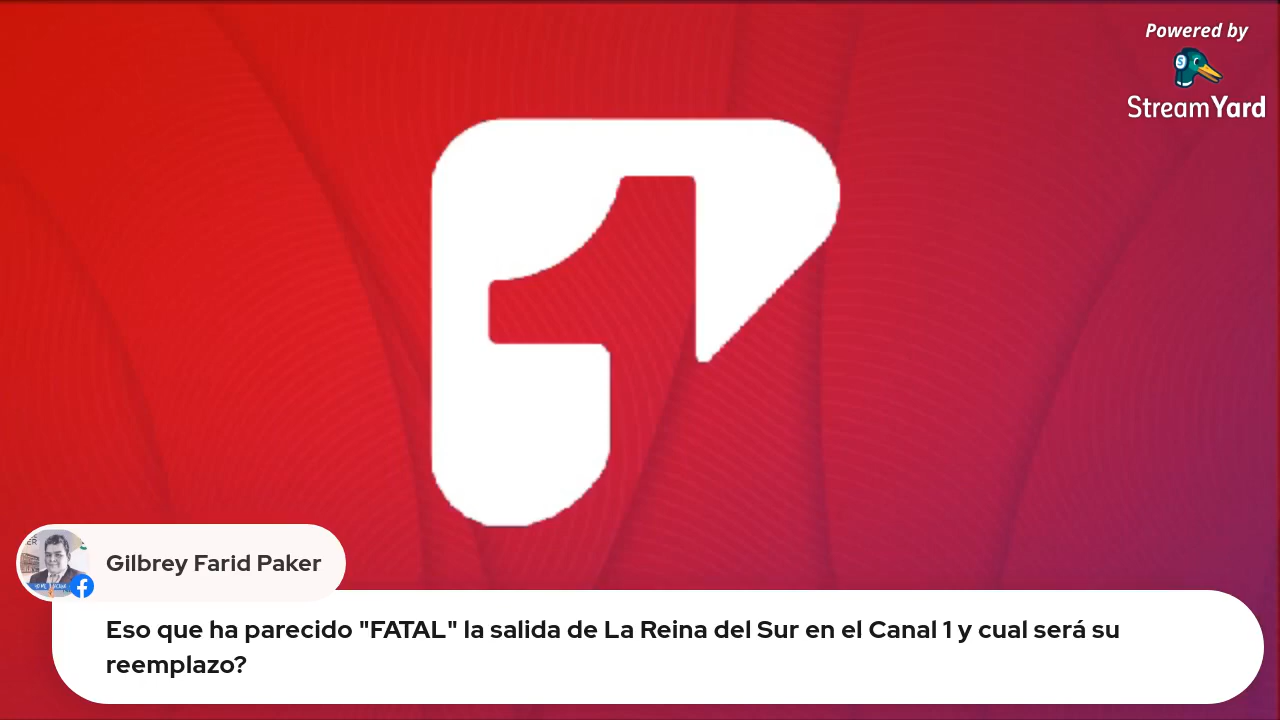 Powered by
StreamYard
1
Gilbrey Farid Paker
Eso que ha parecido "FATAL" la salida de La Reina del Sur en el Canal 1 y cual será su
reemplazo?